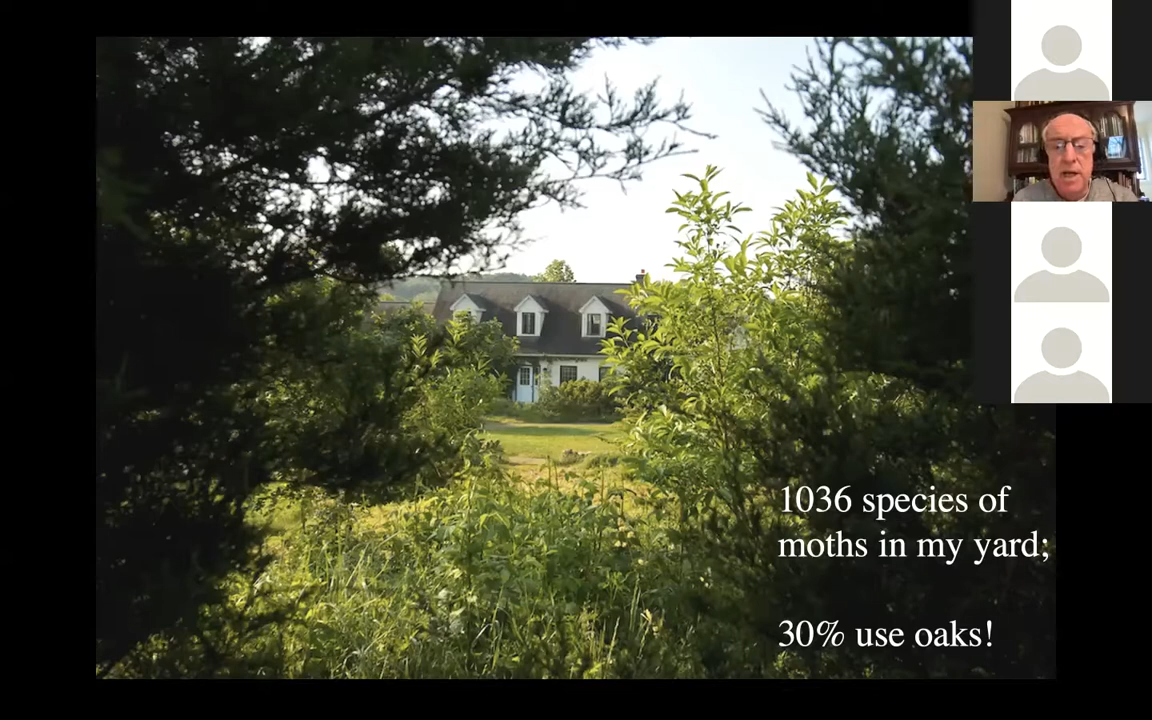 1036 species of
moths in my yard;
30% use oaks!